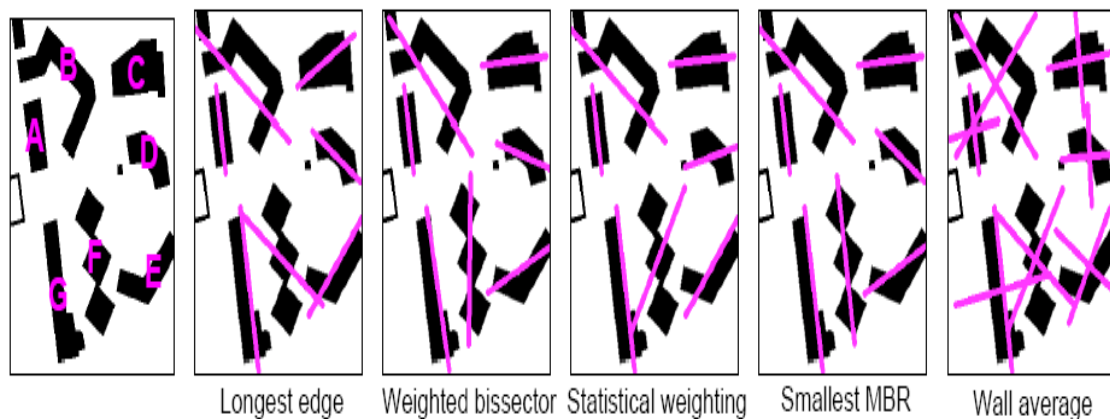 B
C
A
D
F
E
G
Longest edge
Weighted bissector
Statistical weighting
Smallest MBR
Wall average